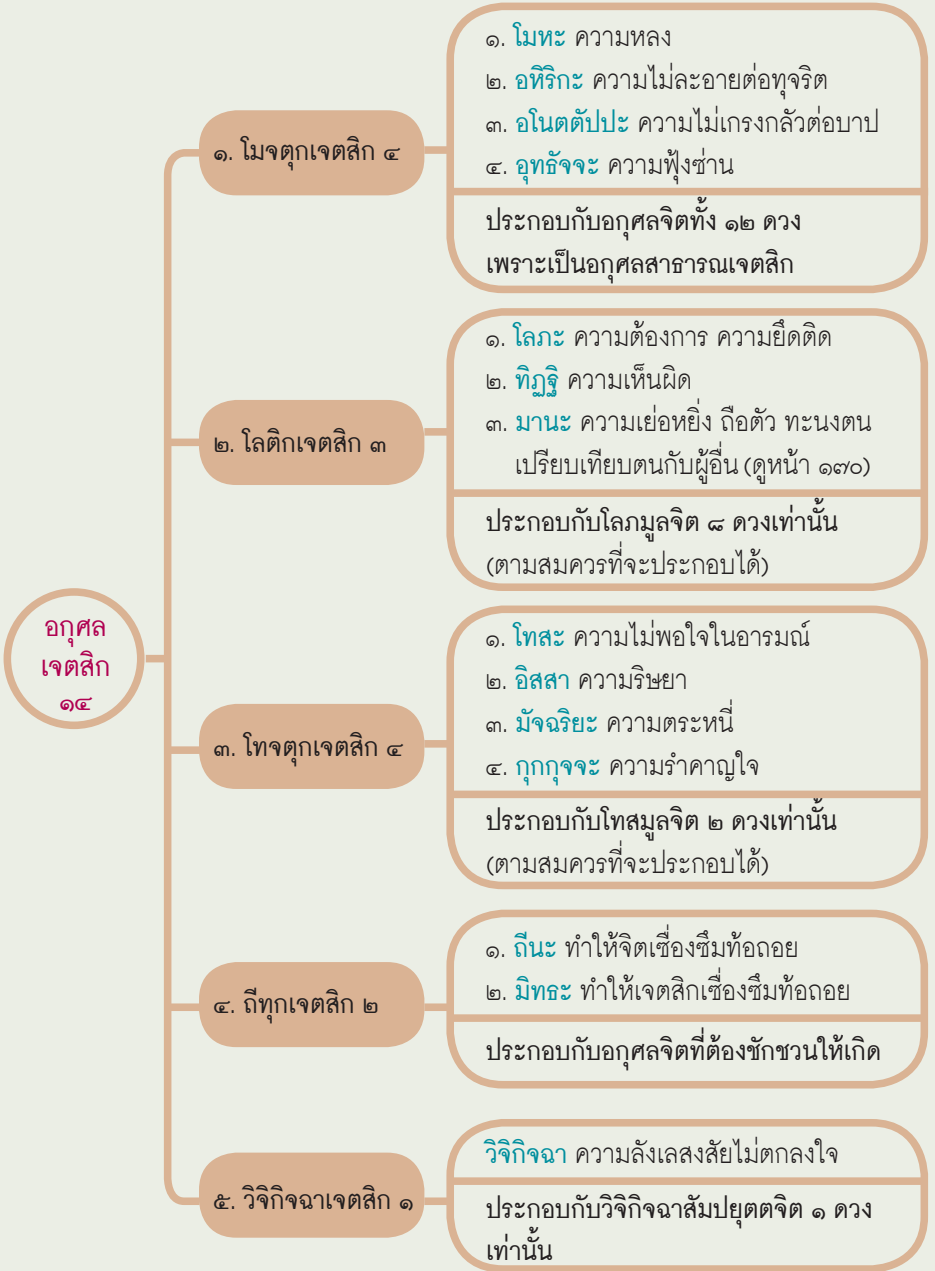 อกุศล
เจตสิก
๑๔
๑. โมจตุกเจตสิก ๔
๑. โมหะ ความหลง
๒. อหิริกะ ความไม่ละอายต่อทุจริต
๓. อโนตตัปปะ ความไม่เกรงกลัวต่อบาป
๔. อุทธัจจะ ความฟุ้งซ่าน
ประกอบกับอกุศลจิตทั้ง ๑๒ ดวง
เพราะเป็นอกุศลสาธารณเจตสิก
๒. โลติกเจตสิก ๓
๑. โลภะ ความต้องการ ความยึดติด
๒. ทิฏฐิ ความเห็นผิด
๓. มานะ ความเย่อหยิ่ง ถือตัว ทะนงตน
เปรียบเทียบตนกับผู้อื่น (ดูหน้า ๑๗๐)
ประกอบกับโลภมูลจิต ๘ ดวงเท่านั้น
(ตามสมควรที่จะประกอบได้)
๓. โทจตุกเจตสิก ๔
๑. โทสะ ความไม่พอใจในอารมณ์
๒. อิสสา ความริษยา
๓. มัจฉริยะ ความตระหนี่
๔. กุกกุจจะ ความรำคาญใจ
ประกอบกับโทสมูลจิต ๒ ดวงเท่านั้น
(ตามสมควรที่จะประกอบได้)
๔. ถีทุกเจตสิก ๒
๑. ถีนะ ทำให้จิตเซื่องซึมท้อถอย
๒. มิทธะ ทำให้เจตสิกเซื่องซึมท้อถอย
ประกอบกับอกุศลจิตที่ต้องชักชวนให้เกิด
๕. วิจิกิจฉาเจตสิก ๑
วิจิกิจฉา ความลังเลสงสัยไม่ตกลงใจ
ประกอบกับวิจิกิจฉาสัมปยุตตจิต ๑ ดวง
เท่านั้น